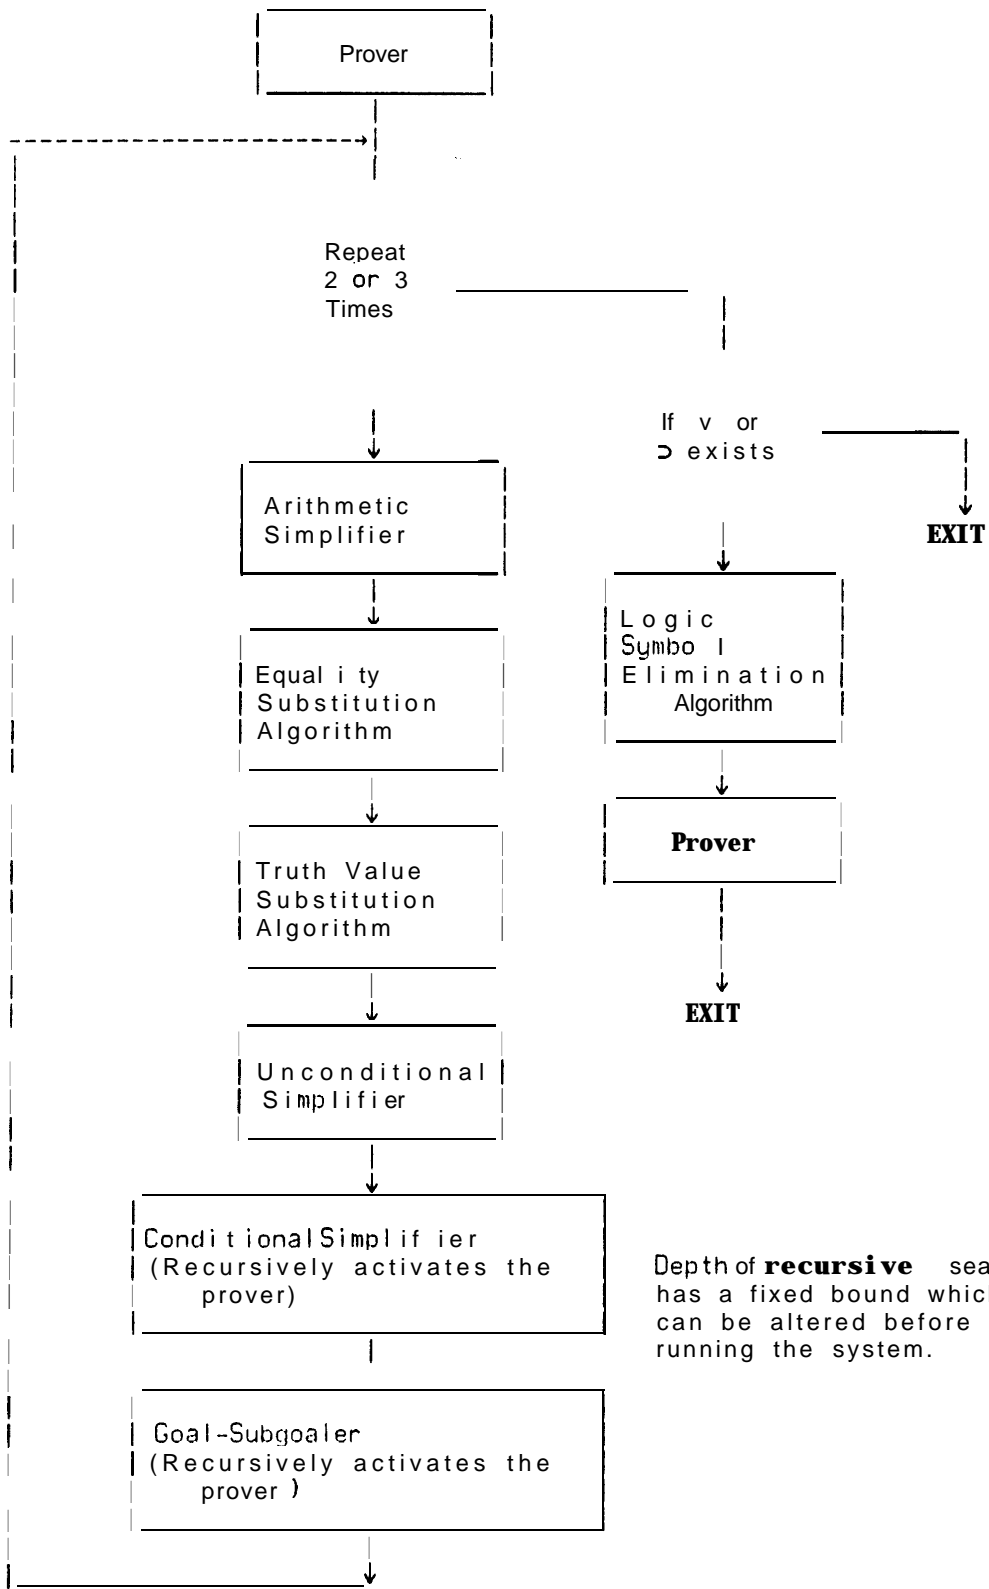 Prover
Repeat
2 or 3
Times
If v or
⊃ exists
EXIT
Arithmetic
Simplifier
Logic
Symbol
Elimination
Algorithm
Equality
Substitution
Algorithm
Prover
Truth Value
Substitution
Algorithm
EXIT
Unconditional
Simplifier
Conditional Simplifier
(Recursively activates the
prover)
Depth of recursive
has a fixed bound
can be altered before
running the system.
Goal-Subgoaler
(Recursively activates the
prover)